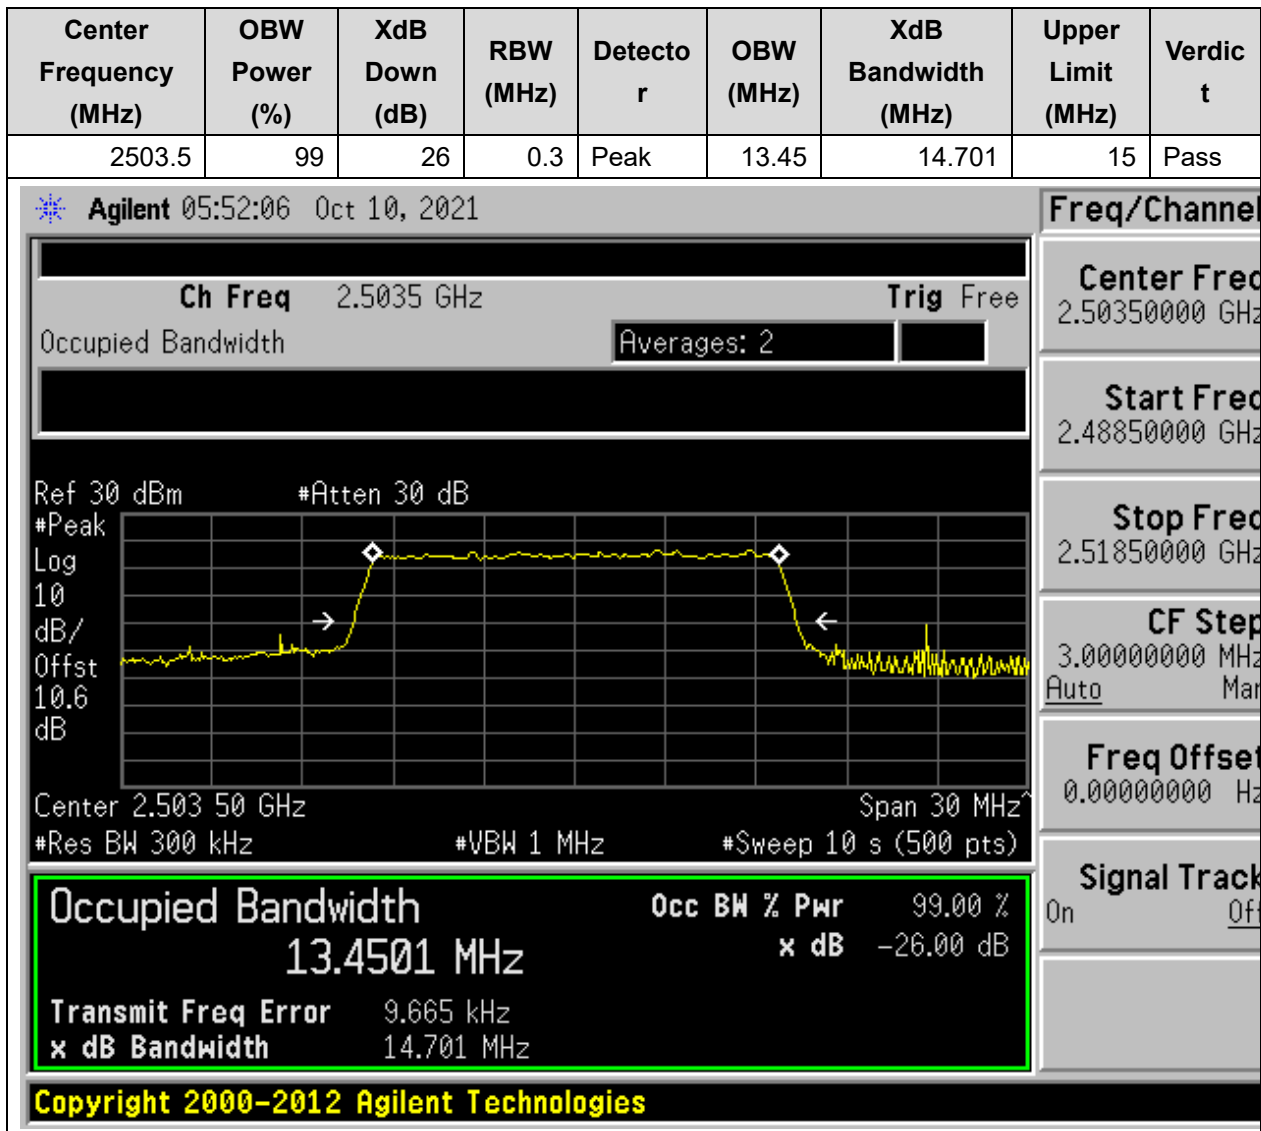 Center Frequency (MHz) OBW Power (%) XdB Down (dB) RBW (MHz) Detector OBW (MHz) XdB Bandwidth (MHz) Upper Limit (MHz) Verdict
2503.5 99 26 0.3 Peak 13.45 14.701 15 Pass
Agilent 05:52:06 Oct 10, 2021
Freq/Channel
Ch Freq 2.5035 GHz Trig Free
Occupied Bandwidth Averages: 2
Center Freq
2.50350000 GHz
Start Freq
2.48850000 GHz
Stop Freq
2.51850000 GHz
CF Step
3.00000000 MHz
Auto Man
Freq Offset
0.00000000 Hz
Signal Track
On Off
Ref 30 dBm #Atten 30 dB
#Peak
Log
10
dB/
Offst
10.6
dB
Center 2.503 50 GHz Span 30 MHz^
#Res BW 300 kHz #VBW 1 MHz #Sweep 10 s (500 pts)
Occupied Bandwidth
13.4501 MHz
Occ BW % Pwr 99.00 %
x dB -26.00 dB
Transmit Freq Error 9.665 kHz
x dB Bandwidth 14.701 MHz
Copyright 2000-2012 Agilent Technologies